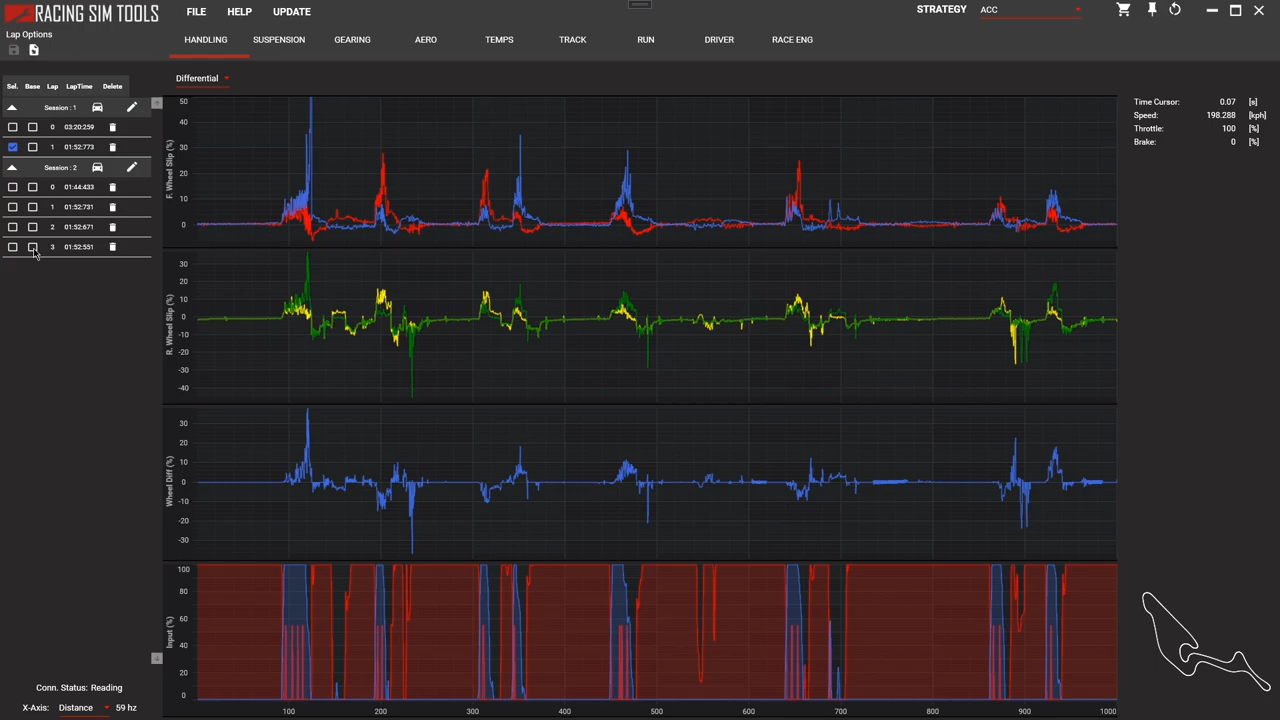 RACING SIM TOOLS
FILE HELP UPDATE
STRATEGY ACC
Lap Options
HANDLING SUSPENSION GEARING AERO TEMPS TRACK RUN DRIVER RACE ENG
Differential
Sel. Base Lap LapTime Delete
Session : 1
0 03:20:259
1 01:52:773
Session : 2
0 01:44:433
1 01:52:731
2 01:52:671
3 01:52:551
F. Wheel Slip (%)
50
40
30
20
10
0
R. Wheel Slip (%)
30
20
10
0
-10
-20
-30
-40
Wheel Diff (%)
30
20
10
0
-10
-20
-30
Input (%)
100
80
60
40
20
0
100 200 300 400 500 600 700 800 900 1000
Time Cursor: 0.07 [s]
Speed: 198.288 [kph]
Throttle: 100 [%]
Brake: 0 [%]
Conn. Status: Reading
X-Axis: Distance 59 hz